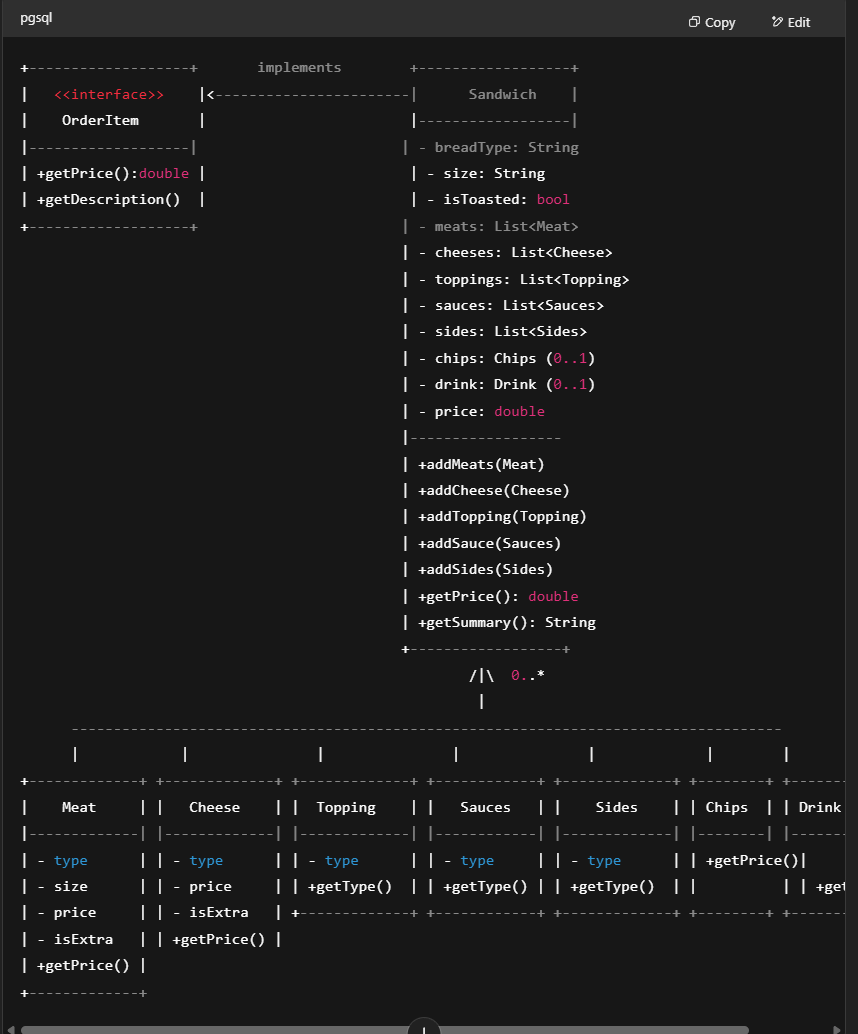 pgsql Copy Edit
+-------------------+       implements        +------------------+
|   <<interface>>    |<-----------------------|      Sandwich    |
|    OrderItem       |                        |------------------|
|-------------------|                        | - breadType: String
| +getPrice():double |                        | - size: String
| +getDescription()  |                        | - isToasted: bool
+-------------------+                        | - meats: List<Meat>
                                             | - cheeses: List<Cheese>
                                             | - toppings: List<Topping>
                                             | - sauces: List<Sauces>
                                             | - sides: List<Sides>
                                             | - chips: Chips (0..1)
                                             | - drink: Drink (0..1)
                                             | - price: double
                                             |------------------
                                             | +addMeats(Meat)
                                             | +addCheese(Cheese)
                                             | +addTopping(Topping)
                                             | +addSauce(Sauces)
                                             | +addSides(Sides)
                                             | +getPrice(): double
                                             | +getSummary(): String
                                             +------------------+
                                                     /|\  0..*
                                                      |
      ------------------------------------------------------------------------------------
      |            |               |               |               |             |        |
+-------------+ +-------------+ +-------------+ +-------------+ +-------------+ +--------+ +-------
|    Meat     | |   Cheese    | |  Topping    | |   Sauces   | |    Sides    | | Chips  | | Drink
|-------------| |-------------| |-------------| |------------| |-------------| |--------| |-------
| - type      | | - type      | | - type      | | - type     | | - type      | | +getPrice()|
| - size      | | - price     | | +getType()  | | +getType() | | +getType()  | |          | | +get
| - price     | | - isExtra   | +-------------+ +-------------+ +-------------+ +--------+ +-------
| - isExtra   | | +getPrice() |
| +getPrice() |
+-------------+